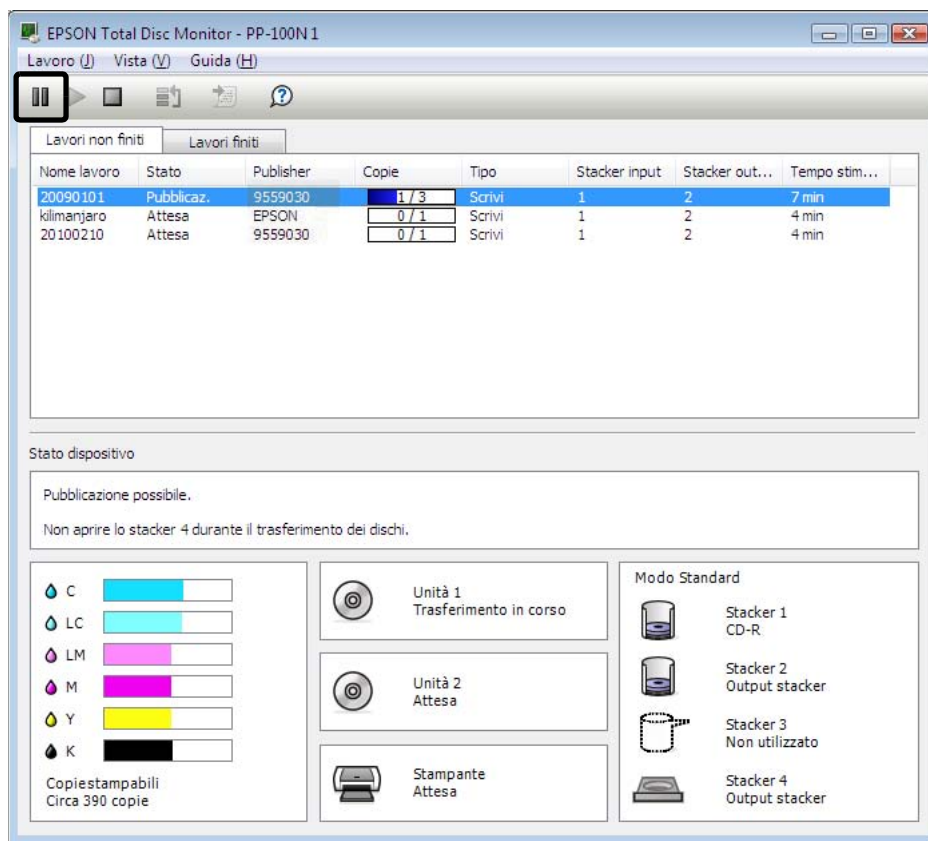 EPSON Total Disc Monitor - PP-100N 1
Lavoro (J) Vista (V) Guida (H)
Lavori non finiti Lavori finiti
Nome lavoro Stato Publisher Copie Tipo Stacker input Stacker out... Tempo stim...
20090101 Pubblicaz. 9559030 1 / 3 Scrivi 1 2 7 min
kilimanjaro Attesa EPSON 0 / 1 Scrivi 1 2 4 min
20100210 Attesa 9559030 0 / 1 Scrivi 1 2 4 min
Stato dispositivo
Pubblicazione possibile.
Non aprire lo stacker 4 durante il trasferimento dei dischi.
C
LC
LM
M
Y
K
Copiestampabili
Circa 390 copie
Unità 1
Trasferimento in corso
Unità 2
Attesa
Stampante
Attesa
Modo Standard
Stacker 1
CD-R
Stacker 2
Output stacker
Stacker 3
Non utilizzato
Stacker 4
Output stacker